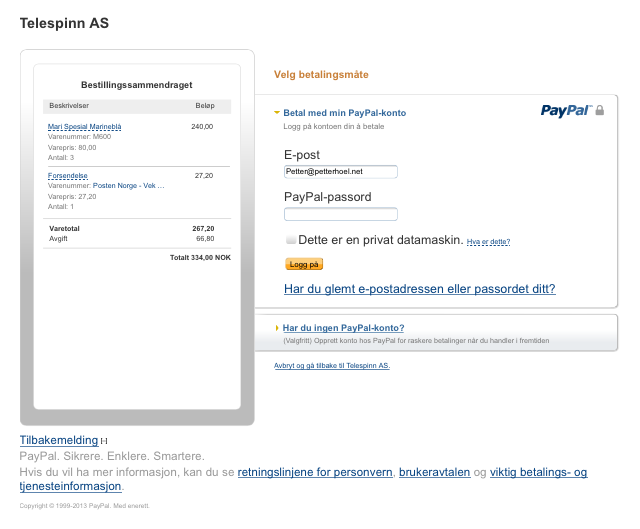 Telespinn AS
Bestillingssammendraget
Beskrivelser Beløp
Mari Spesial Marineblå 240,00
Varenummer: M600
Varepris: 80,00
Antall: 3
Forsendelse 27,20
Varenummer: Posten Norge - Vek ...
Varepris: 27,20
Antall: 1
Varetotal 267,20
Avgift 66,80
Totalt 334,00 NOK
Velg betalingsmåte
Betal med min PayPal-konto
Logg på kontoen din å betale
PayPal
E-post
Petter@petterhoel.net
PayPal-passord
Dette er en privat datamaskin. Hva er dette?
Logg på
Har du glemt e-postadressen eller passordet ditt?
Har du ingen PayPal-konto?
(Valgfritt) Opprett konto hos PayPal for raskere betalinger når du handler i fremtiden
Avbryt og gå tilbake til Telespinn AS.
Tilbakemelding [-]
PayPal. Sikrere. Enklere. Smartere.
Hvis du vil ha mer informasjon, kan du se retningslinjene for personvern, brukeravtalen og viktig betalings- og
tjenesteinformasjon.
Copyright © 1999-2013 PayPal. Med enerett.